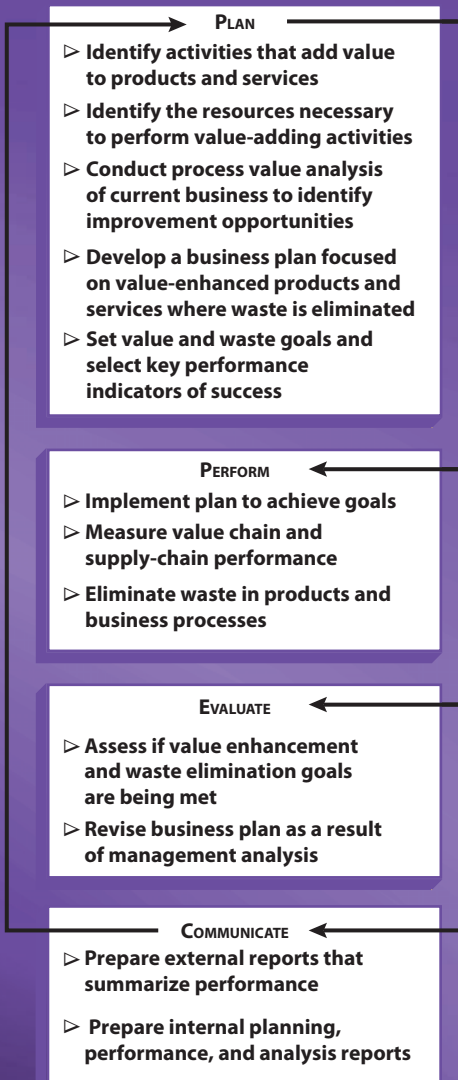 PLAN
▷ Identify activities that add value
to products and services
▷ Identify the resources necessary
to perform value-adding activities
▷ Conduct process value analysis
of current business to identify
improvement opportunities
▷ Develop a business plan focused
on value-enhanced products and
services where waste is eliminated
▷ Set value and waste goals and
select key performance
indicators of success
PERFORM
▷ Implement plan to achieve goals
▷ Measure value chain and
supply-chain performance
▷ Eliminate waste in products and
business processes
EVALUATE
▷ Assess if value enhancement
and waste elimination goals
are being met
▷ Revise business plan as a result
of management analysis
COMMUNICATE
▷ Prepare external reports that
summarize performance
▷ Prepare internal planning,
performance, and analysis reports